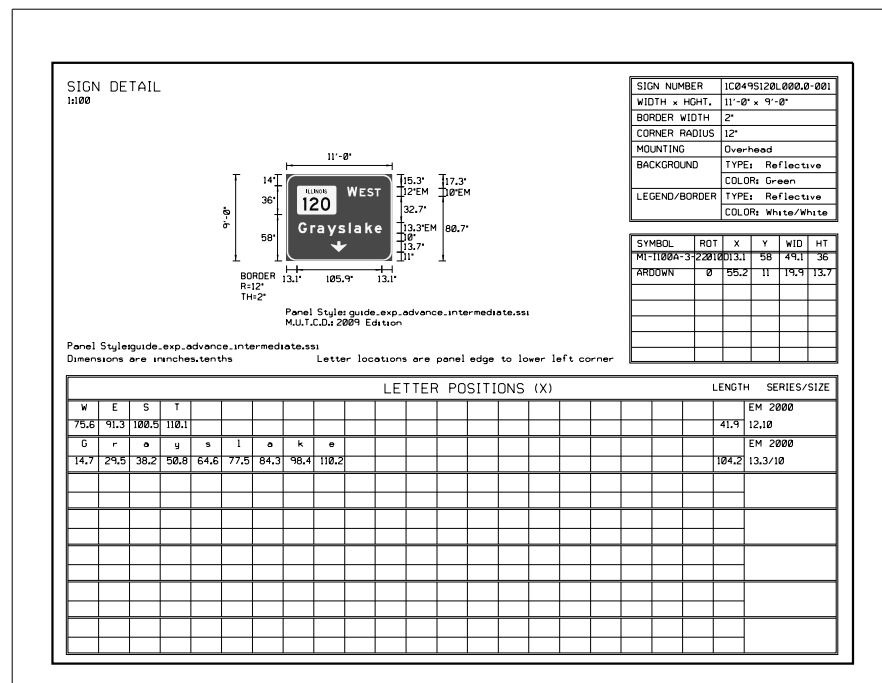 SIGN DETAIL
1:100
SIGN NUMBER 1C049S120L000.0-001
WIDTH x HGHT. 11'-0" x 9'-0"
BORDER WIDTH 2"
CORNER RADIUS 12"
MOUNTING Overhead
BACKGROUND TYPE: Reflective
COLOR: Green
LEGEND/BORDER TYPE: Reflective
COLOR: White/White
11'-0"
14" 15.3" 17.3"
36" 12"EM 10"EM
32.7"
9'-0" 13.3"EM 80.7"
58" 10"
13.7"
11"
ILLINOIS
120 WEST
Grayslake
BORDER
R=12"
TH=2"
13.1" 105.9" 13.1"
Panel Style: guide_exp_advance_intermediate.ssi
M.U.T.C.D.: 2009 Edition
SYMBOL ROT X Y WID HT
M1-I100A-3-22010D13.1 58 49.1 36
ARDOWN 0 55.2 11 19.9 13.7
Panel Style:guide_exp_advance_intermediate.ssi
Dimensions are ininches.tenths Letter locations are panel edge to lower left corner
LETTER POSITIONS (X) LENGTH SERIES/SIZE
W E S T EM 2000
75.6 91.3 100.5 110.1 41.9 12,10
G r a y s l a k e EM 2000
14.7 29.5 38.2 50.8 64.6 77.5 84.3 98.4 110.2 104.2 13.3/10